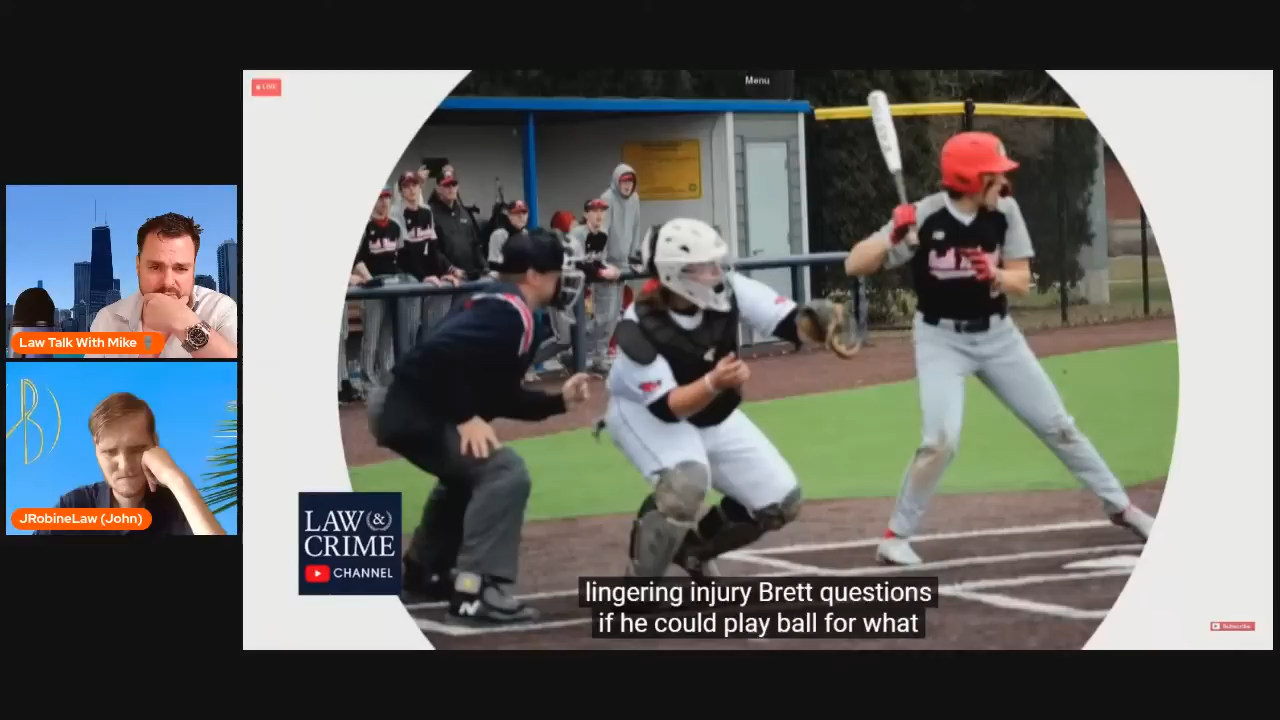 LIVE
Menu
Law Talk With Mike
JRobineLaw (John)
LAW &
CRIME
CHANNEL
lingering injury Brett questions
if he could play ball for what
Subscribe